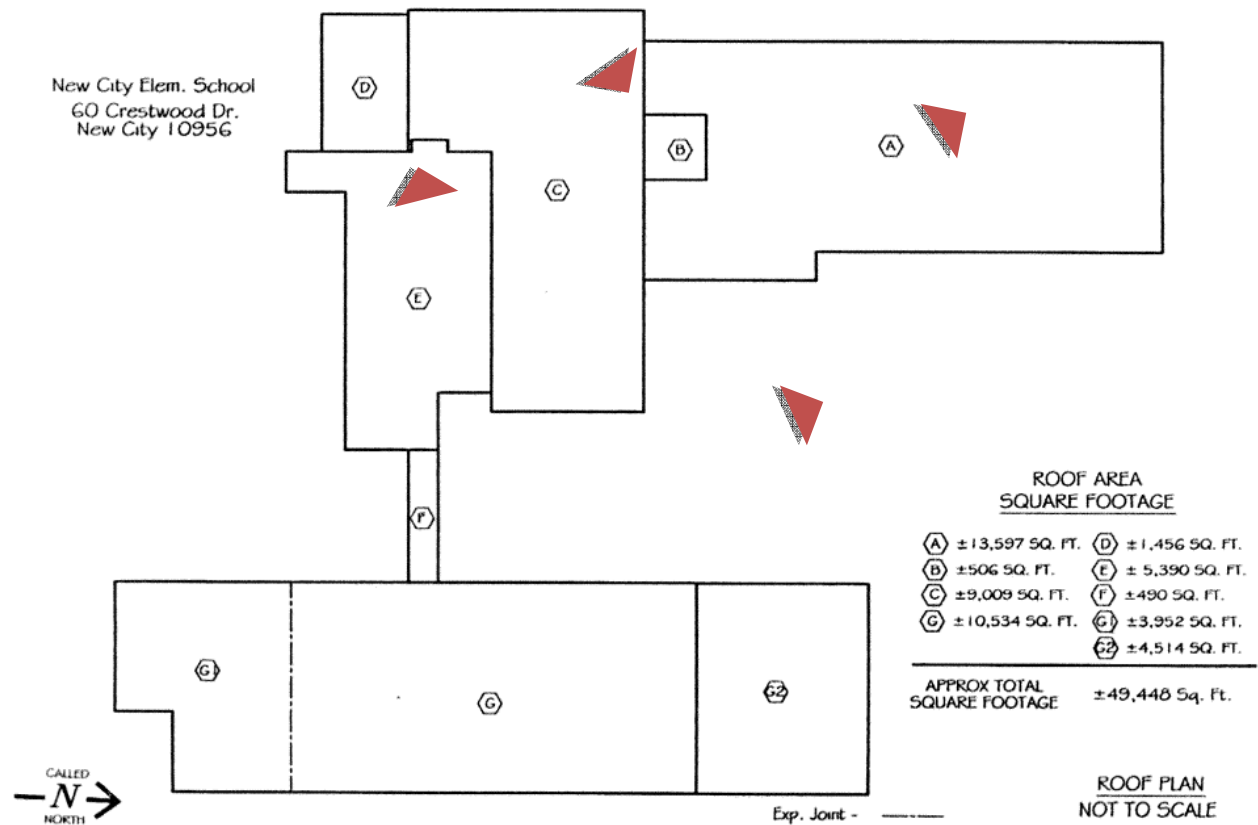 New City Elem. School
60 Crestwood Dr.
New City 10956
D
B
A
C
E
F
G1
G
G2
ROOF AREA
SQUARE FOOTAGE
A ±13,597 SQ. FT. D ±1,456 SQ. FT.
B ±506 SQ. FT. E ± 5,390 SQ. FT.
C ±9,009 SQ. FT. F ±490 SQ. FT.
G ±10,534 SQ. FT. G1 ±3,952 SQ. FT.
G2 ±4,514 SQ. FT.
APPROX TOTAL
SQUARE FOOTAGE ±49,448 Sq. Ft.
CALLED
N
NORTH
Exp. Joint -
ROOF PLAN
NOT TO SCALE